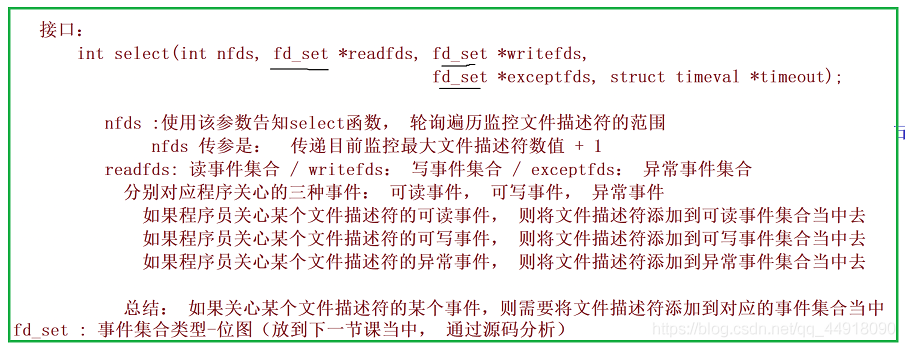 接口：
int select(int nfds, fd_set *readfds, fd_set *writefds,
fd_set *exceptfds, struct timeval *timeout);
nfds :使用该参数告知select函数， 轮询遍历监控文件描述符的范围
nfds 传参是： 传递目前监控最大文件描述符数值 + 1
readfds: 读事件集合 / writefds: 写事件集合 / exceptfds: 异常事件集合
分别对应程序关心的三种事件： 可读事件， 可写事件， 异常事件
如果程序员关心某个文件描述符的可读事件， 则将文件描述符添加到可读事件集合当中去
如果程序员关心某个文件描述符的可写事件， 则将文件描述符添加到可写事件集合当中去
如果程序员关心某个文件描述符的异常事件， 则将文件描述符添加到异常事件集合当中去
总结： 如果关心某个文件描述符的某个事件，则需要将文件描述符添加到对应的事件集合当中
fd_set : 事件集合类型-位图（放到下一节课当中， 通过源码分析）
https://blog.csdn.net/qq_44918090